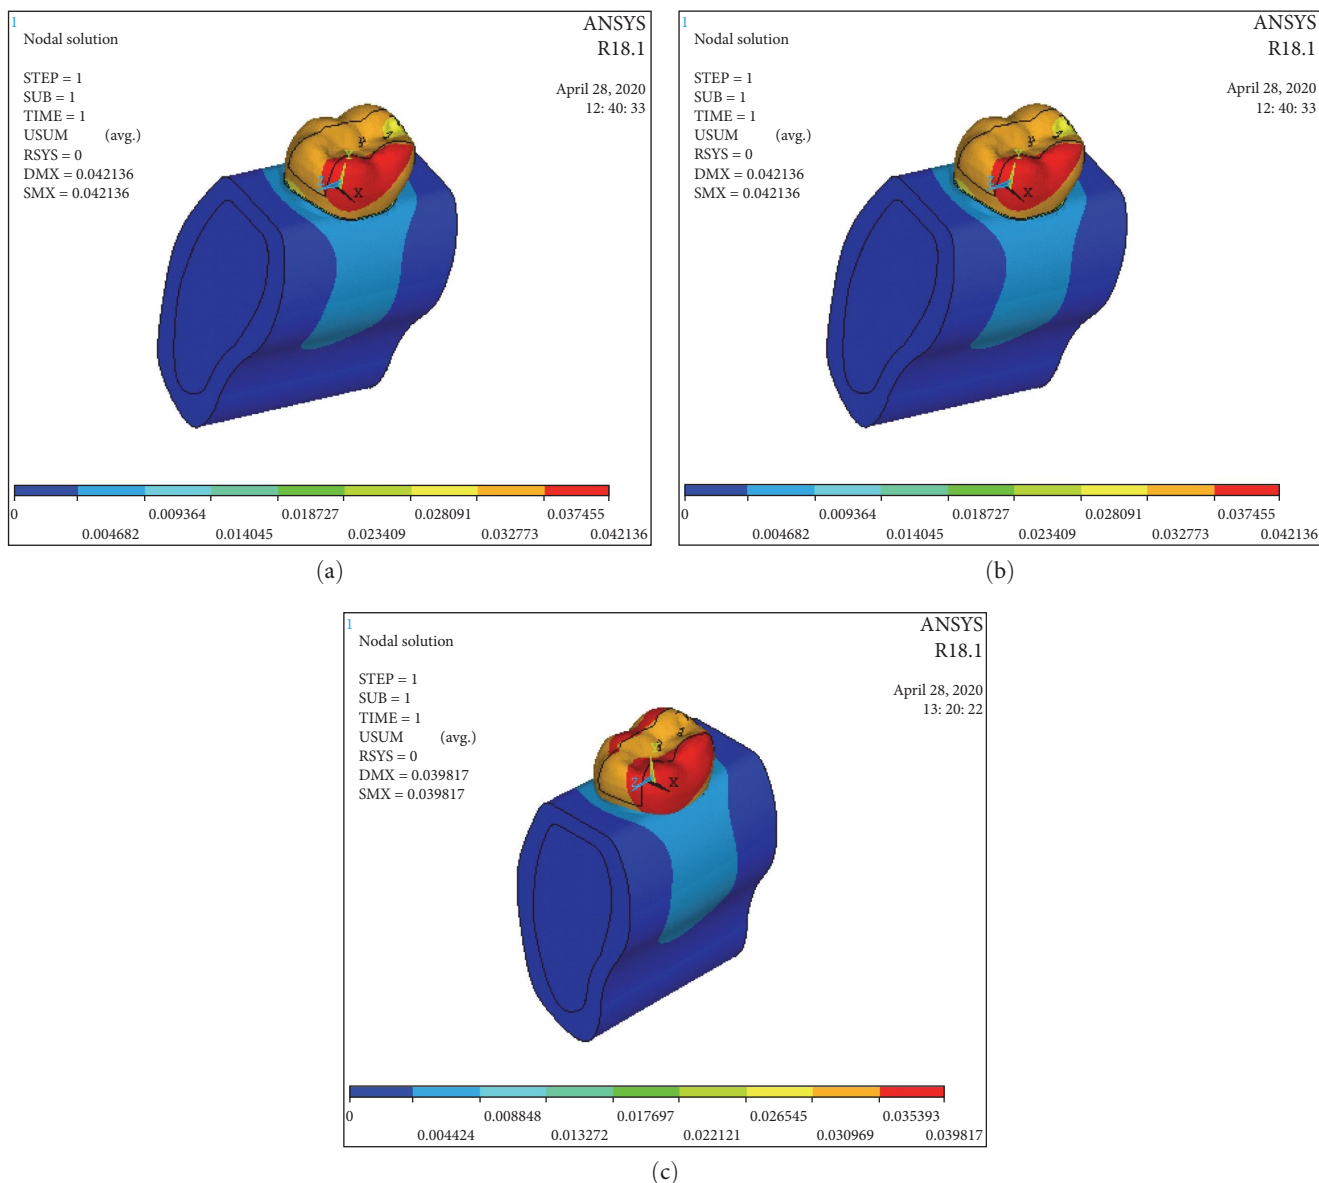 1
Nodal solution
ANSYS
R18.1
STEP = 1
SUB = 1
TIME = 1
USUM (avg.)
RSYS = 0
DMX = 0.042136
SMX = 0.042136
April 28, 2020
12: 40: 33
Y
Z
X
0 0.009364 0.018727 0.028091 0.037455
0.004682 0.014045 0.023409 0.032773 0.042136
(a)
1
Nodal solution
ANSYS
R18.1
STEP = 1
SUB = 1
TIME = 1
USUM (avg.)
RSYS = 0
DMX = 0.042136
SMX = 0.042136
April 28, 2020
12: 40: 33
Y
Z
X
0 0.009364 0.018727 0.028091 0.037455
0.004682 0.014045 0.023409 0.032773 0.042136
(b)
1
Nodal solution
ANSYS
R18.1
STEP = 1
SUB = 1
TIME = 1
USUM (avg.)
RSYS = 0
DMX = 0.039817
SMX = 0.039817
April 28, 2020
13: 20: 22
Z
X
0 0.008848 0.017697 0.026545 0.035393
0.004424 0.013272 0.022121 0.030969 0.039817
(c)